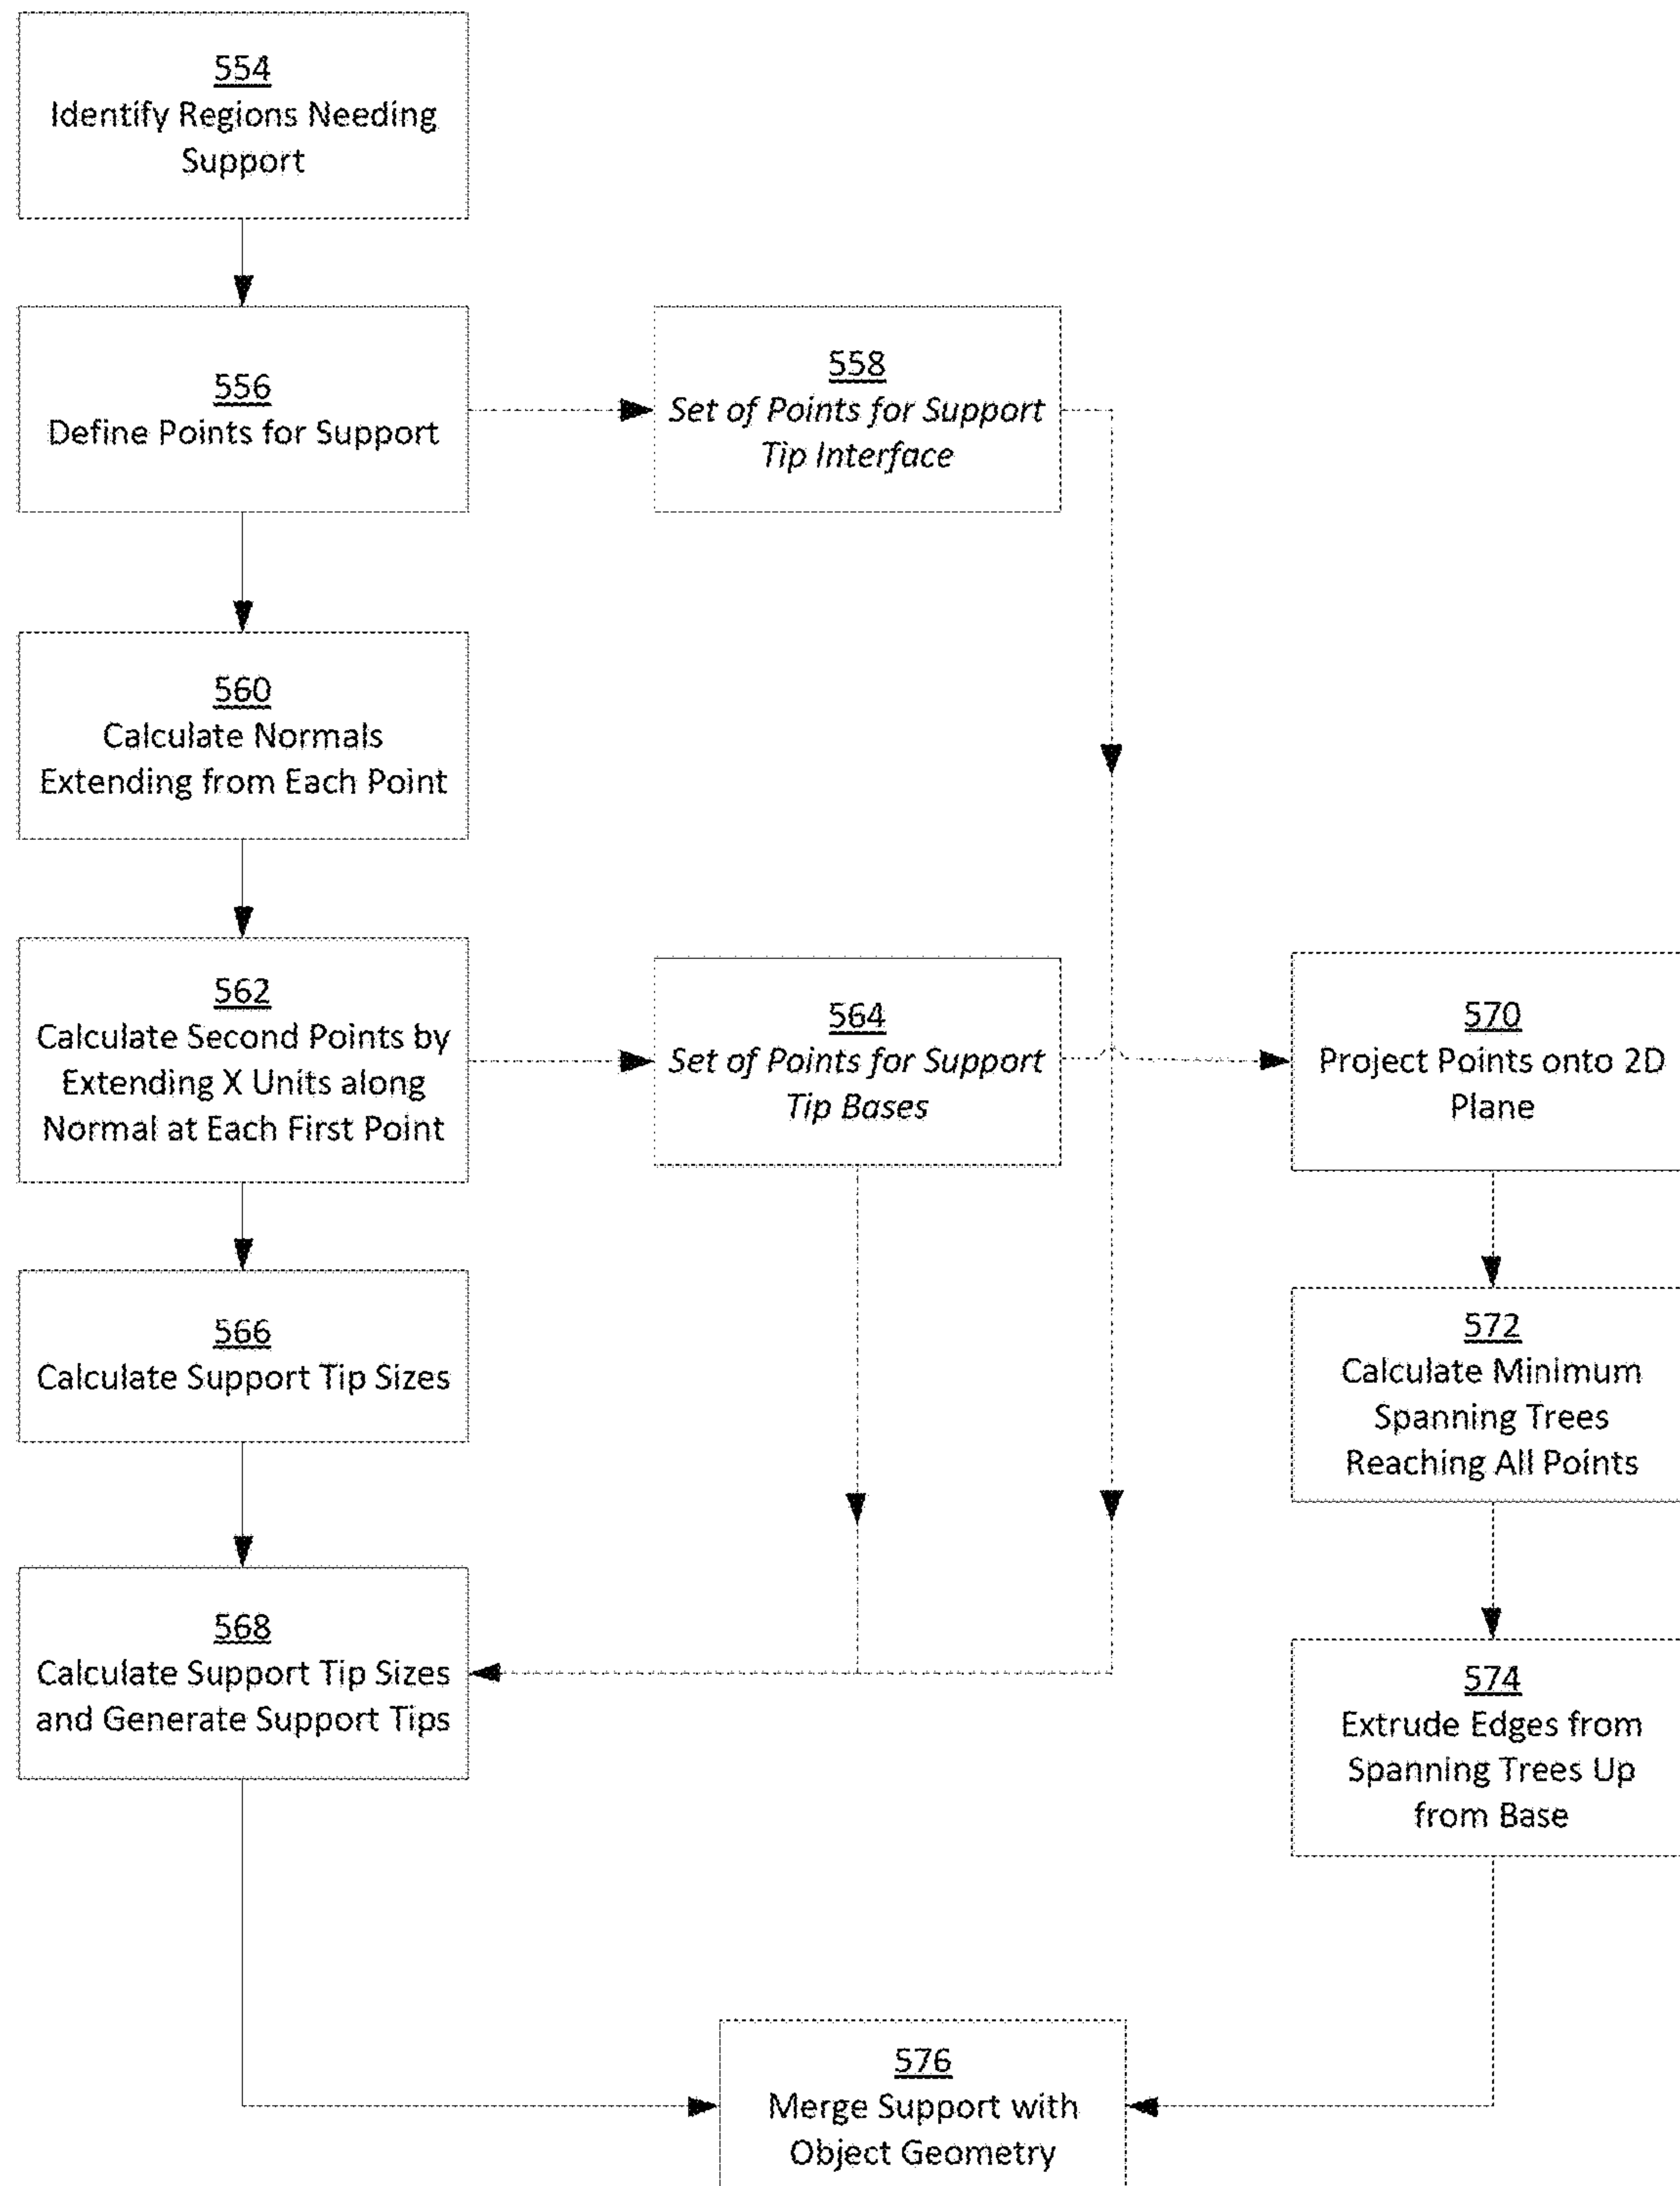 554
Identify Regions Needing
Support
556
Define Points for Support
558
Set of Points for Support
Tip Interface
560
Calculate Normals
Extending from Each Point
562
Calculate Second Points by
Extending X Units along
Normal at Each First Point
564
Set of Points for Support
Tip Bases
570
Project Points onto 2D
Plane
566
Calculate Support Tip Sizes
572
Calculate Minimum
Spanning Trees
Reaching All Points
568
Calculate Support Tip Sizes
and Generate Support Tips
574
Extrude Edges from
Spanning Trees Up
from Base
576
Merge Support with
Object Geometry